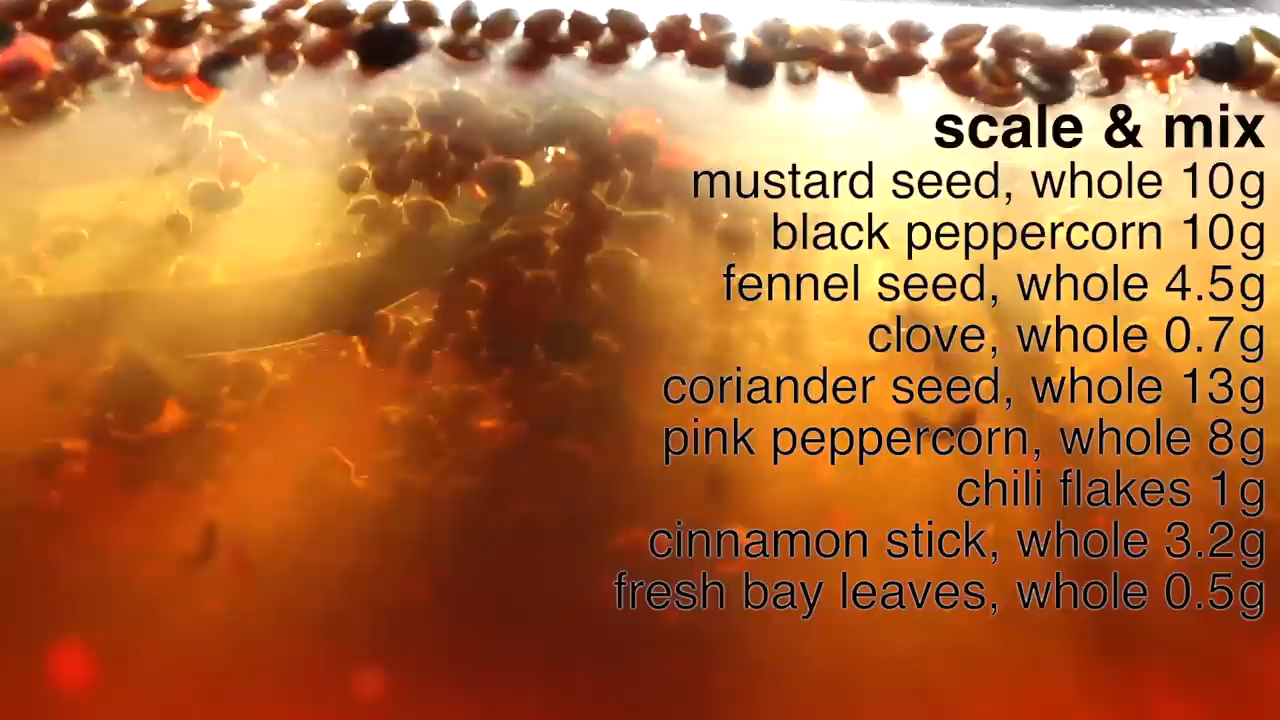 scale & mix
mustard seed, whole 10g
black peppercorn 10g
fennel seed, whole 4.5g
clove, whole 0.7g
coriander seed, whole 13g
pink peppercorn, whole 8g
chili flakes 1g
cinnamon stick, whole 3.2g
fresh bay leaves, whole 0.5g